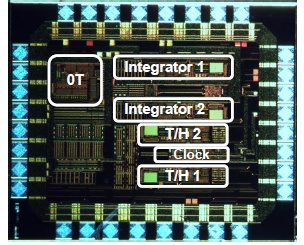 0T
Integrator 1
Integrator 2
T/H 2
Clock
T/H 1